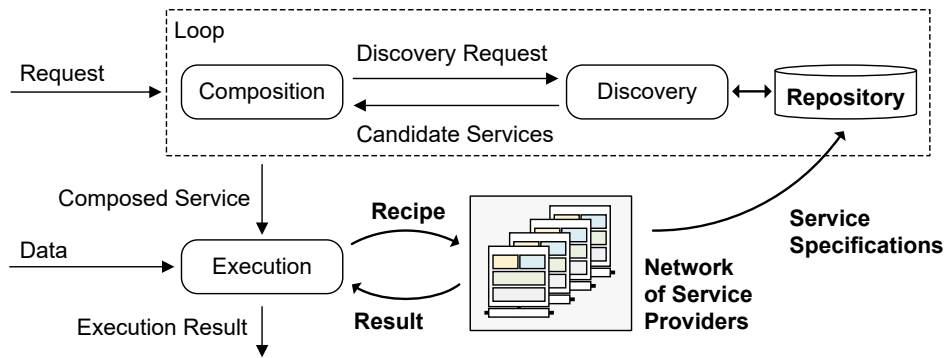 Loop
Request
Composition
Discovery Request
Candidate Services
Discovery
Repository
Composed Service
Data
Execution
Recipe
Result
Network
of Service
Providers
Service
Specifications
Execution Result